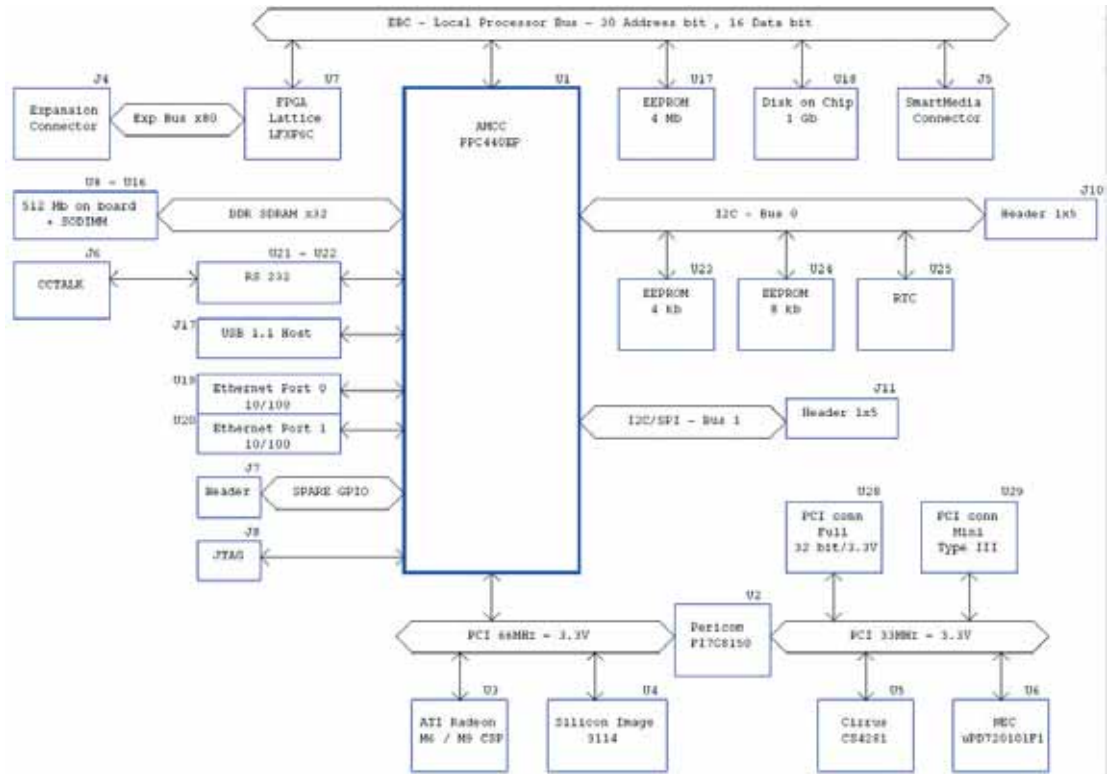 EBC - Local Processor Bus - 30 Address bit , 16 Data bit
J4
U7
U1
U17
U18
J5
Expansion
Connector
Exp Bus x80
FPGA
Lattice
LFXP6C
AMCC
PPC440EP
EEPROM
4 Mb
Disk on Chip
1 Gb
SmartMedia
Connector
U8 - U16
512 Mb on board
+ SODIMM
DDR SDRAM x32
I2C - Bus 0
J10
Header 1x5
J6
CCTALK
U21 - U22
RS 232
U23
EEPROM
4 kb
U24
EEPROM
8 kb
U25
RTC
J17
USB 1.1 Host
U19
Ethernet Port 0
10/100
U20
Ethernet Port 1
10/100
I2C/SPI - Bus 1
J11
Header 1x5
J7
Header
SPARE GPIO
J8
JTAG
U28
PCI conn
Full
32 bit/3.3V
U29
PCI conn
Mini
Type III
PCI 66MHz - 3.3V
U2
Pericom
PI7C8150
PCI 33MHz - 3.3V
U3
ATI Radeon
M6 / M9 CSP
U4
Silicon Image
3114
U5
Cirrus
CS4281
U6
NEC
uPD720101F1